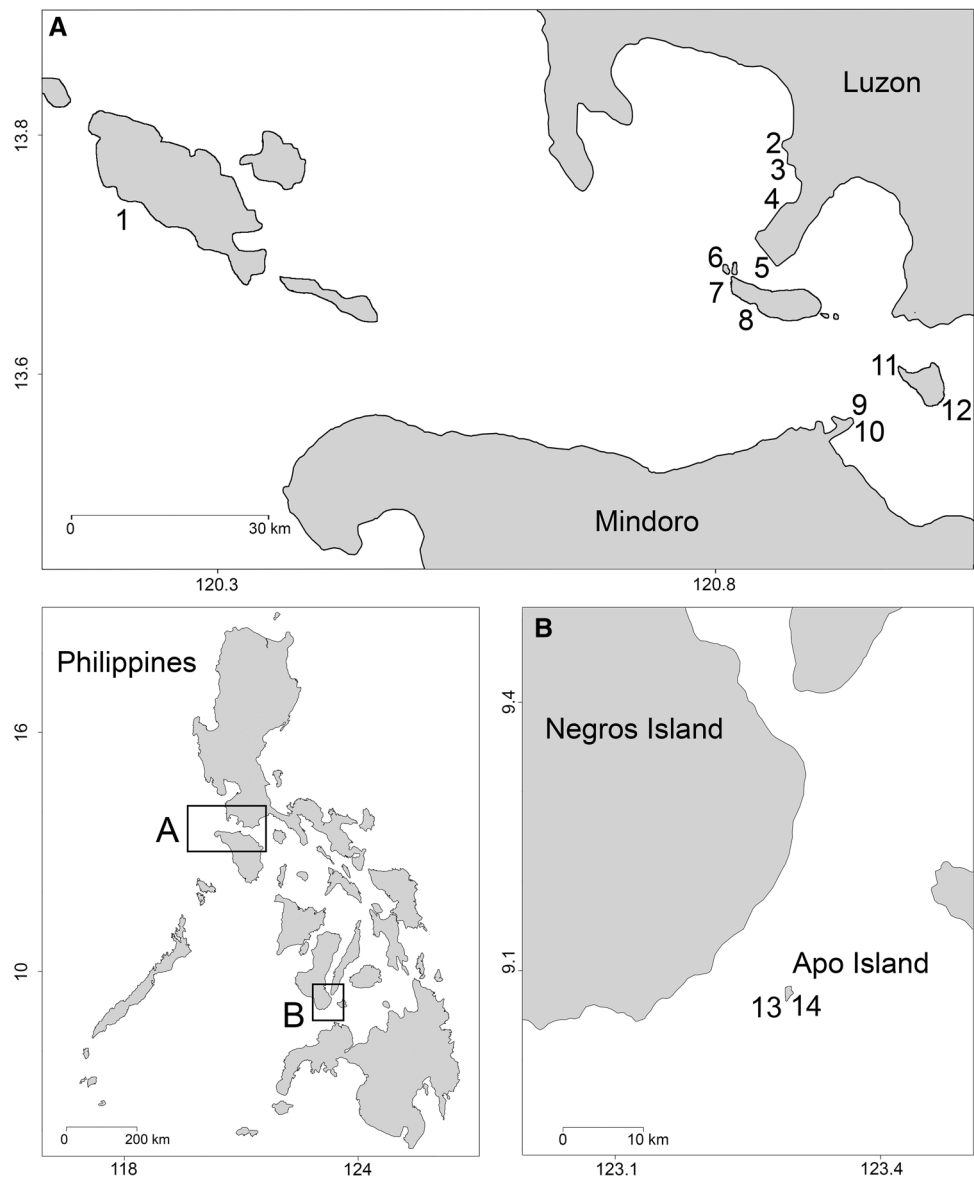 A
Luzon
13.8
2
3
4
1
6
5
7
8
13.6
11
12
9
10
Mindoro
0 30 km
120.3 120.8
Philippines
16
A
10
B
0 200 km
118 124
B
9.4
Negros Island
9.1
Apo Island
13 14
0 10 km
123.1 123.4